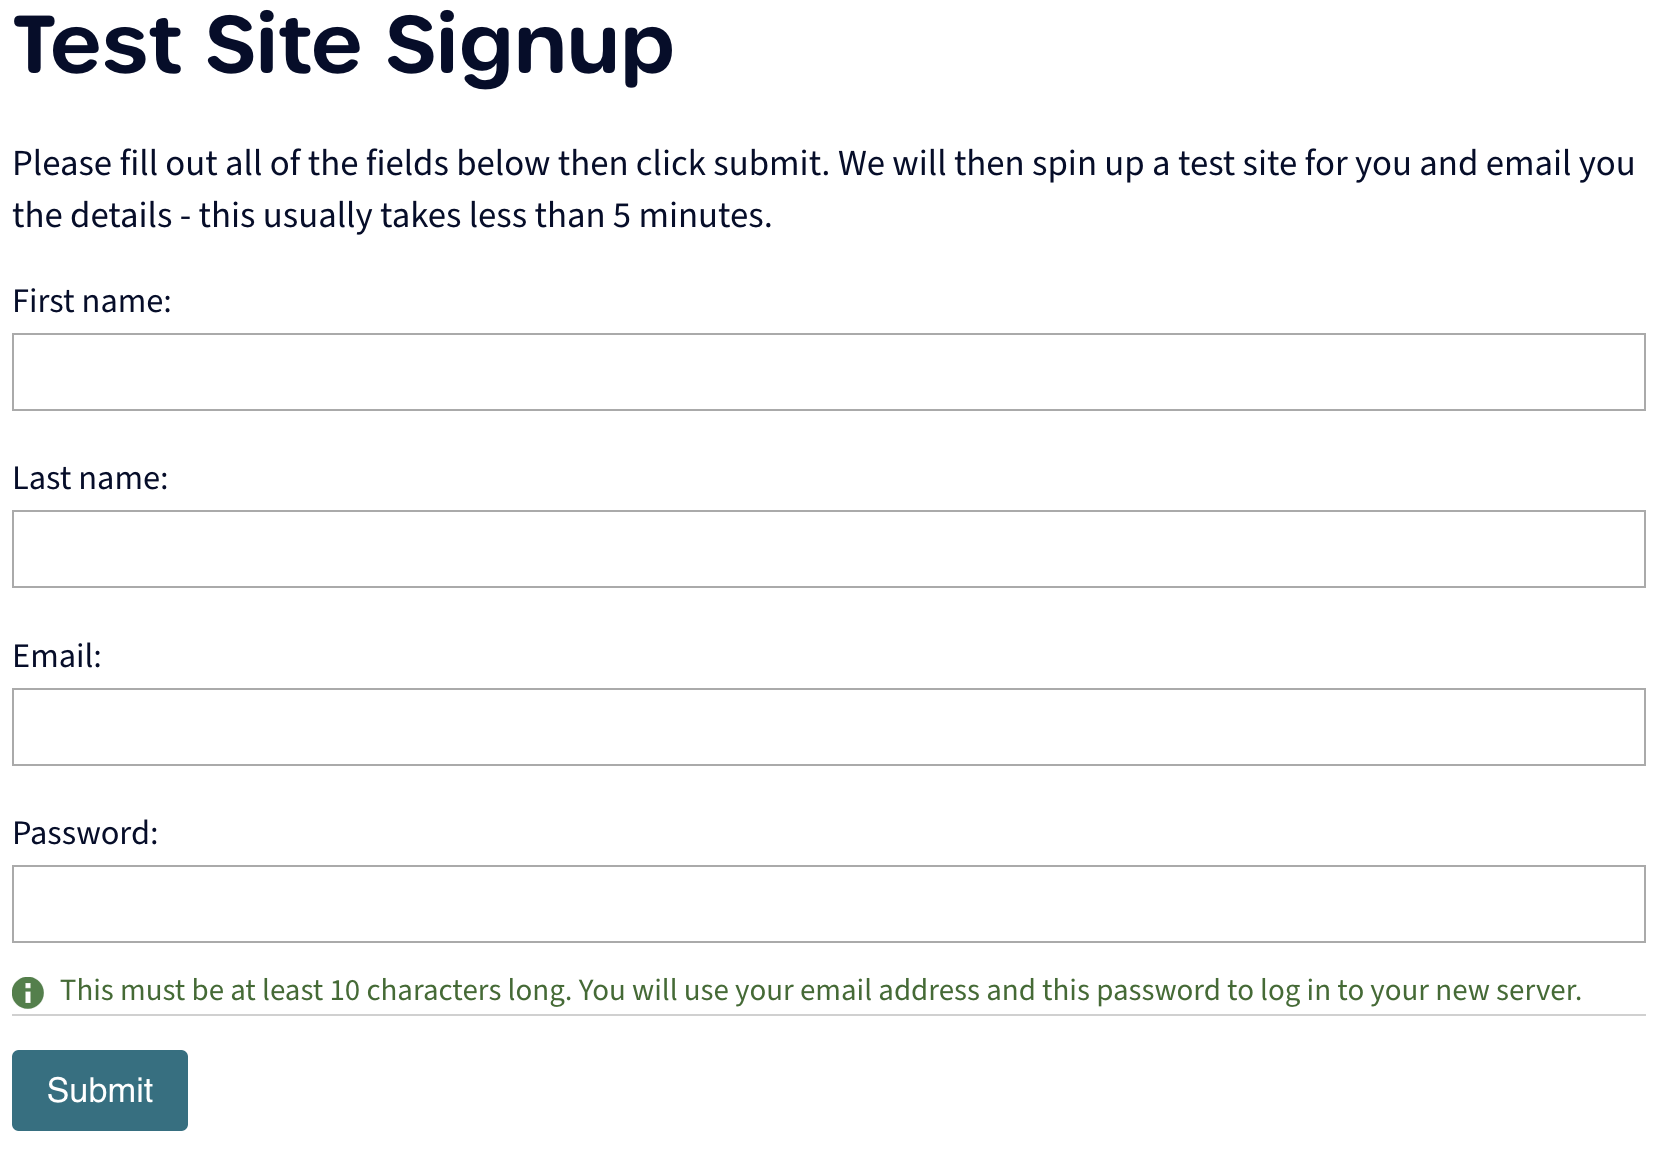 Test Site Signup
Please fill out all of the fields below then click submit. We will then spin up a test site for you and email you
the details - this usually takes less than 5 minutes.
First name:
Last name:
Email:
Password:
This must be at least 10 characters long. You will use your email address and this password to log in to your new server.
Submit